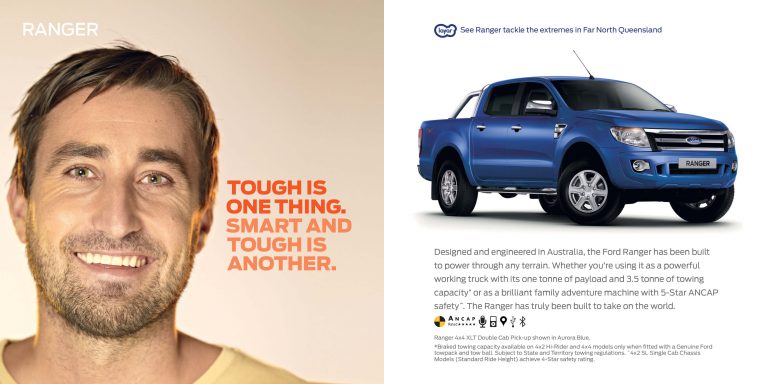 RANGER
TOUGH IS
ONE THING.
SMART AND
TOUGH IS
ANOTHER.
layar See Ranger tackle the extremes in Far North Queensland
Ford
RANGER
Designed and engineered in Australia, the Ford Ranger has been built
to power through any terrain. Whether you're using it as a powerful
working truck with its one tonne of payload and 3.5 tonne of towing
capacity* or as a brilliant family adventure machine with 5-Star ANCAP
safety^. The Ranger has truly been built to take on the world.
ANCAP
Ranger 4x4 XLT Double Cab Pick-up shown in Aurora Blue.
*Braked towing capacity available on 4x2 Hi-Rider and 4x4 models only when fitted with a Genuine Ford
towpack and tow ball. Subject to State and Territory towing regulations. ^4x2 SL Single Cab Chassis
Models (Standard Ride Height) achieve 4-Star safety rating.